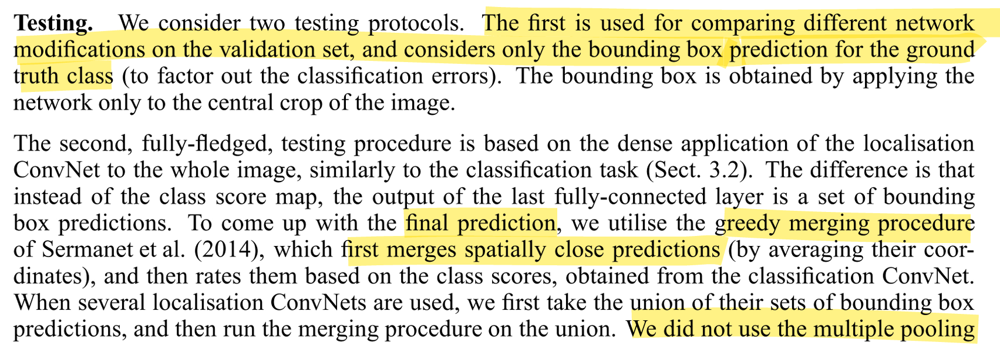 Testing. We consider two testing protocols. The first is used for comparing different network
modifications on the validation set, and considers only the bounding box prediction for the ground
truth class (to factor out the classification errors). The bounding box is obtained by applying the
network only to the central crop of the image.
The second, fully-fledged, testing procedure is based on the dense application of the localisation
ConvNet to the whole image, similarly to the classification task (Sect. 3.2). The difference is that
instead of the class score map, the output of the last fully-connected layer is a set of bounding
box predictions. To come up with the final prediction, we utilise the greedy merging procedure
of Sermanet et al. (2014), which first merges spatially close predictions (by averaging their coor-
dinates), and then rates them based on the class scores, obtained from the classification ConvNet.
When several localisation ConvNets are used, we first take the union of their sets of bounding box
predictions, and then run the merging procedure on the union. We did not use the multiple pooling